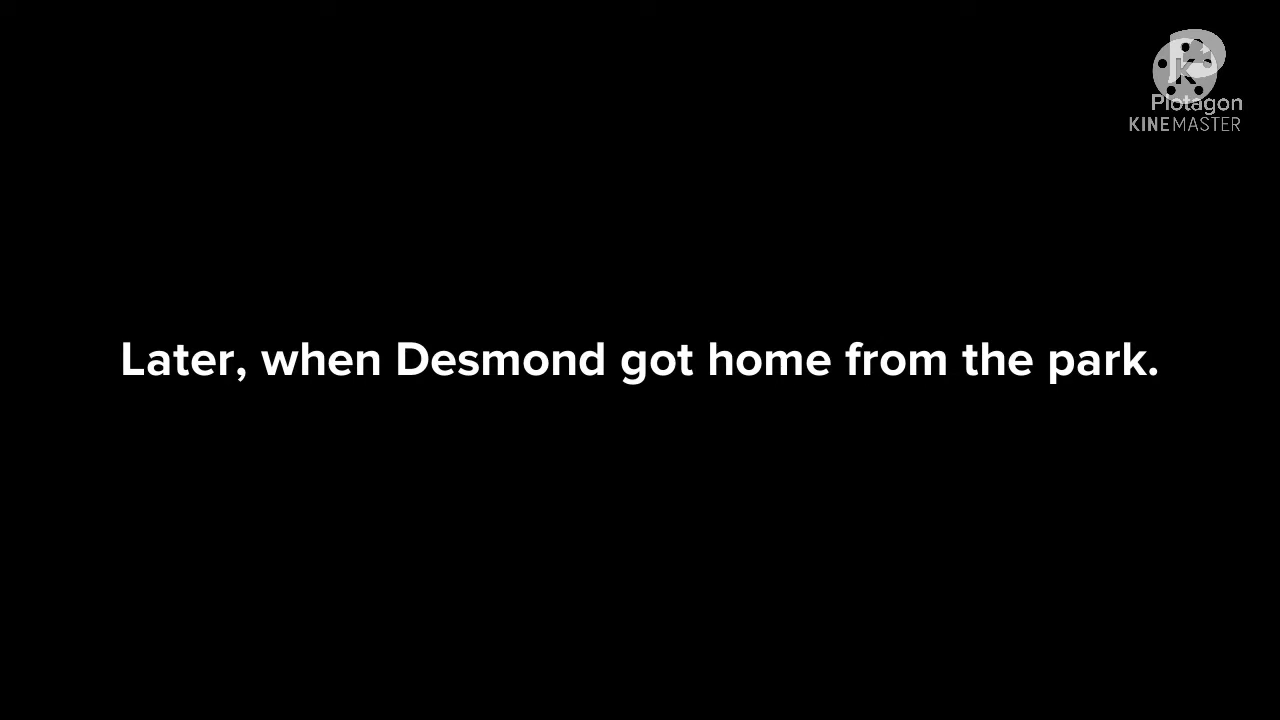 Plotagon
KINEMASTER
Later, when Desmond got home from the park.